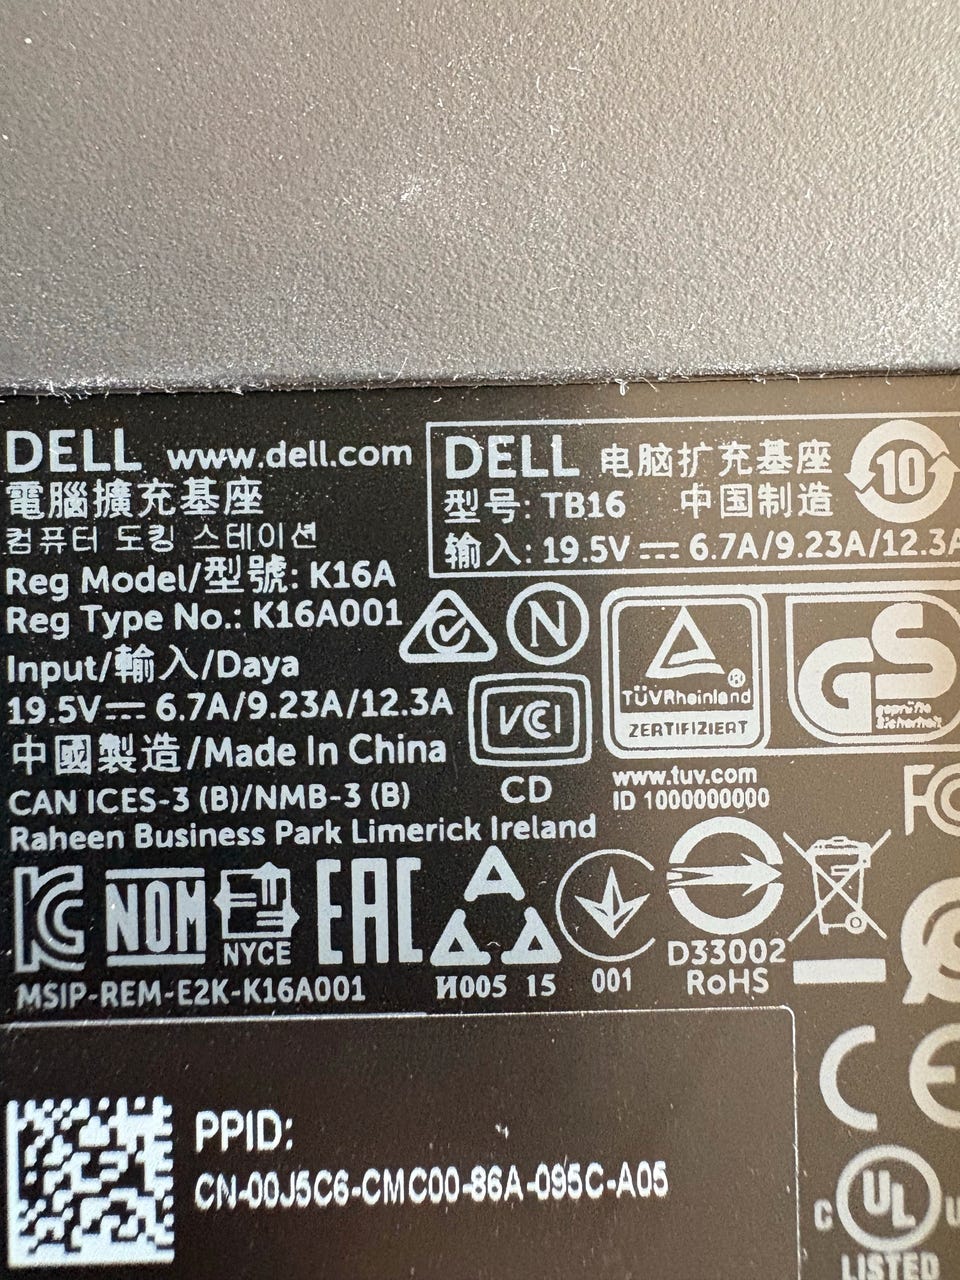 DELL www.dell.com
電腦擴充基座
컴퓨터 도킹 스테이션
Reg Model/型號: K16A
Reg Type No.: K16A001
Input/輸入/Daya
19.5V⎓ 6.7A/9.23A/12.3A
中國製造/Made In China
CAN ICES-3 (B)/NMB-3 (B)
Raheen Business Park Limerick Ireland
DELL 电脑扩充基座
型号: TB16 中国制造
输入: 19.5V ⎓ 6.7A/9.23A/12.3A
10
N
VCI
CD
TÜVRheinland®
ZERTIFIZIERT
www.tuv.com
ID 1000000000
GS
geprüfte
Sicherheit
FC
KC
NOM
NYCE
EAC
И005 15
001
D33002
RoHS
MSIP-REM-E2K-K16A001
CE
PPID:
CN-00J5C6-CMC00-86A-095C-A05
C UL U
LISTED